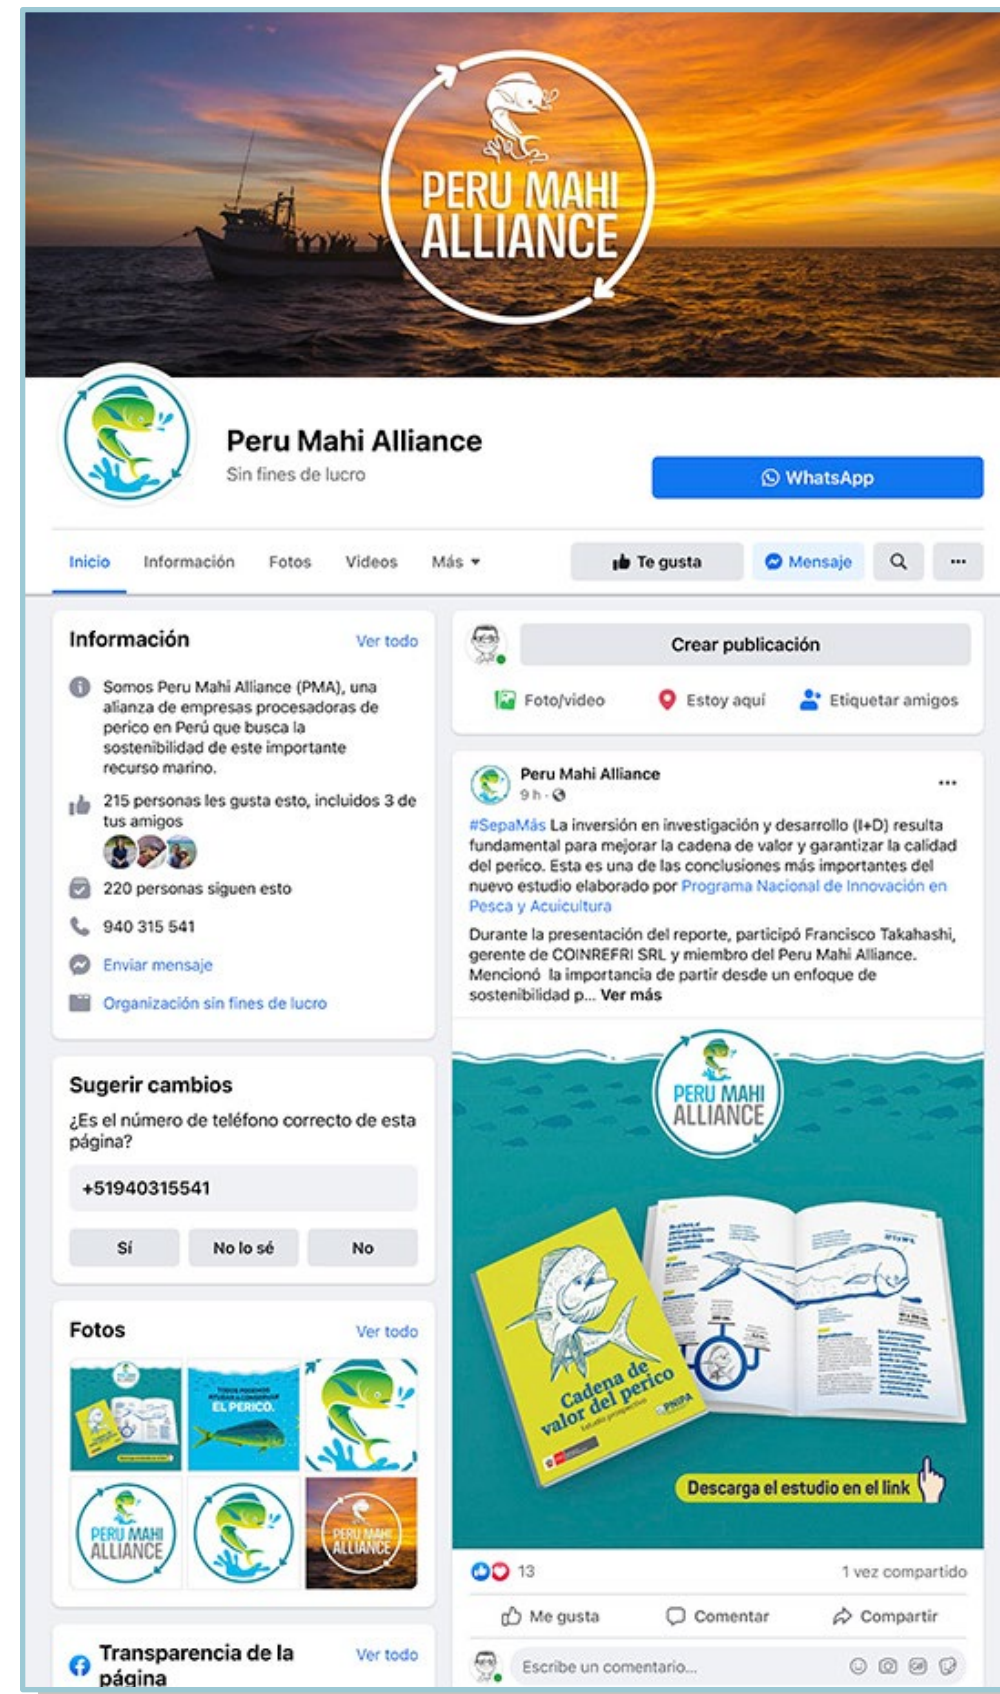 PERU MAHI
ALLIANCE
Peru Mahi Alliance
Sin fines de lucro
WhatsApp
Inicio
Información
Fotos
Videos
Más
Te gusta
Mensaje
Información
Ver todo
Somos Peru Mahi Alliance (PMA), una
alianza de empresas procesadoras de
perico en Perú que busca la
sostenibilidad de este importante
recurso marino.
215 personas les gusta esto, incluidos 3 de
tus amigos
220 personas siguen esto
940 315 541
Enviar mensaje
Organización sin fines de lucro
Sugerir cambios
¿Es el número de teléfono correcto de esta
página?
+51940315541
Sí
No lo sé
No
Fotos
Ver todo
TODOS PODEMOS
AYUDAR A CONSERVAR
EL PERICO.
PERU MAHI
ALLIANCE
PERU MAHI
ALLIANCE
Transparencia de la
página
Ver todo
Crear publicación
Foto/video
Estoy aquí
Etiquetar amigos
Peru Mahi Alliance
9 h ·
#SepaMás La inversión en investigación y desarrollo (I+D) resulta
fundamental para mejorar la cadena de valor y garantizar la calidad
del perico. Esta es una de las conclusiones más importantes del
nuevo estudio elaborado por Programa Nacional de Innovación en
Pesca y Acuicultura
Durante la presentación del reporte, participó Francisco Takahashi,
gerente de COINREFRI SRL y miembro del Peru Mahi Alliance.
Mencionó la importancia de partir desde un enfoque de
sostenibilidad p... Ver más
PERU MAHI
ALLIANCE
Cadena de
valor del perico
Estudio prospectivo
PNIPA
Descarga el estudio en el link
13
1 vez compartido
Me gusta
Comentar
Compartir
Escribe un comentario...